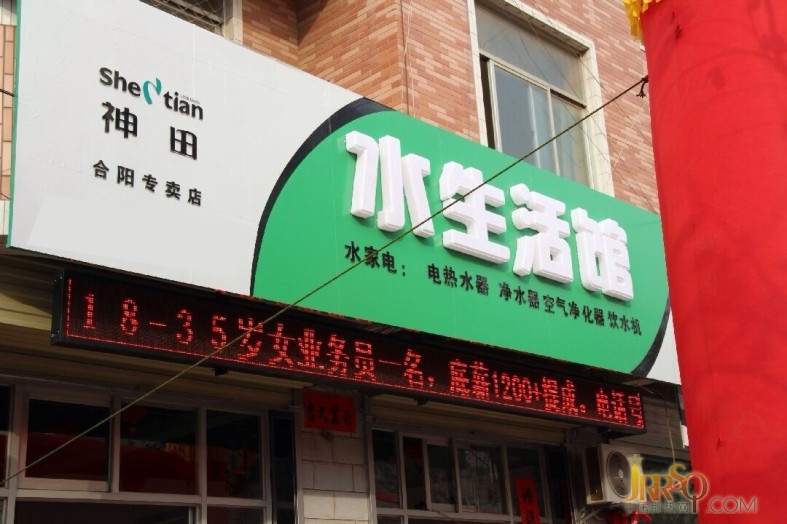 Shentian
神田
合阳专卖店
水生活馆
水家电： 电热水器 净水器 空气净化器 饮水机
18-35岁女业务员一名，底薪1200+提成。电话号